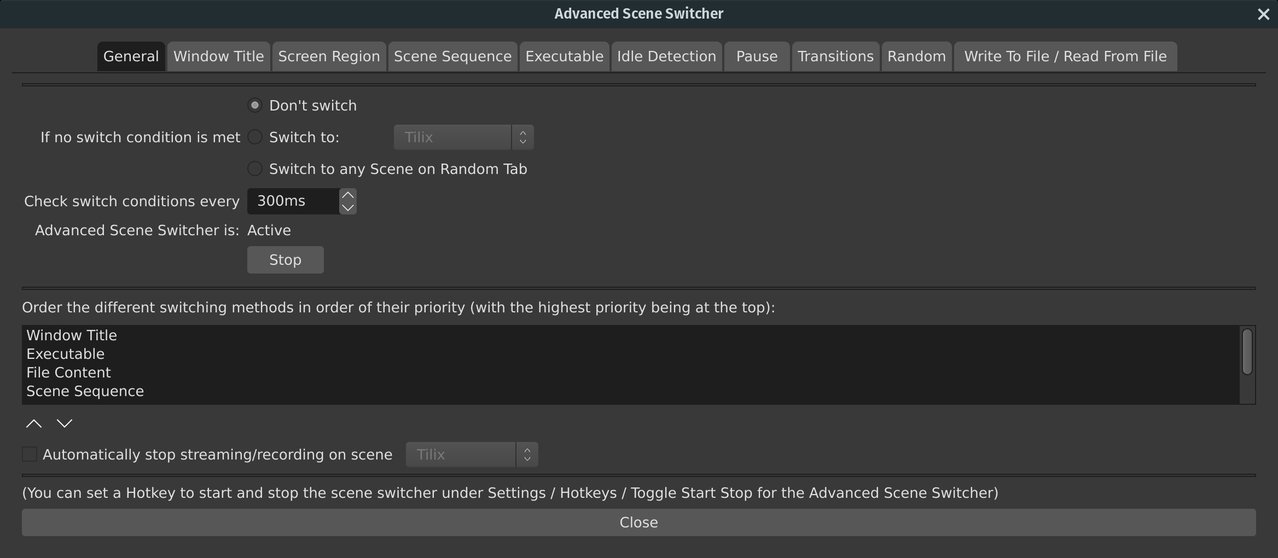 Advanced Scene Switcher
General Window Title Screen Region Scene Sequence Executable Idle Detection Pause Transitions Random Write To File / Read From File
Don't switch
If no switch condition is met Switch to: Tilix
Switch to any Scene on Random Tab
Check switch conditions every 300ms
Advanced Scene Switcher is: Active
Stop
Order the different switching methods in order of their priority (with the highest priority being at the top):
Window Title
Executable
File Content
Scene Sequence
Automatically stop streaming/recording on scene Tilix
(You can set a Hotkey to start and stop the scene switcher under Settings / Hotkeys / Toggle Start Stop for the Advanced Scene Switcher)
Close